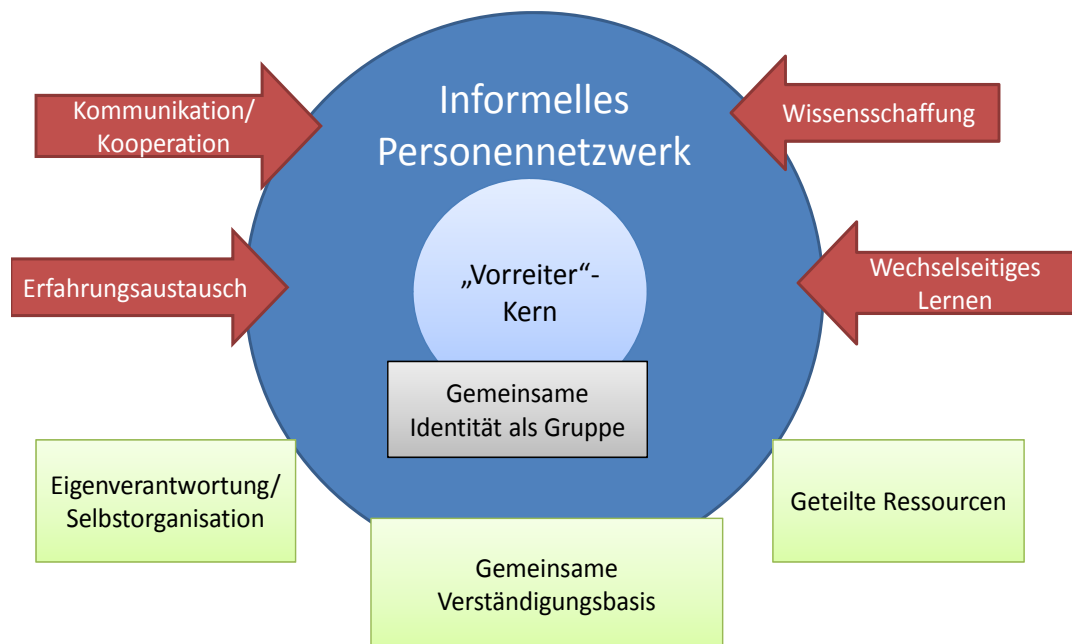 Informelles
Personennetzwerk
Kommunikation/
Kooperation
Wissensschaffung
Erfahrungsaustausch
„Vorreiter“-
Kern
Wechselseitiges
Lernen
Gemeinsame
Identität als Gruppe
Eigenverantwortung/
Selbstorganisation
Geteilte Ressourcen
Gemeinsame
Verständigungsbasis